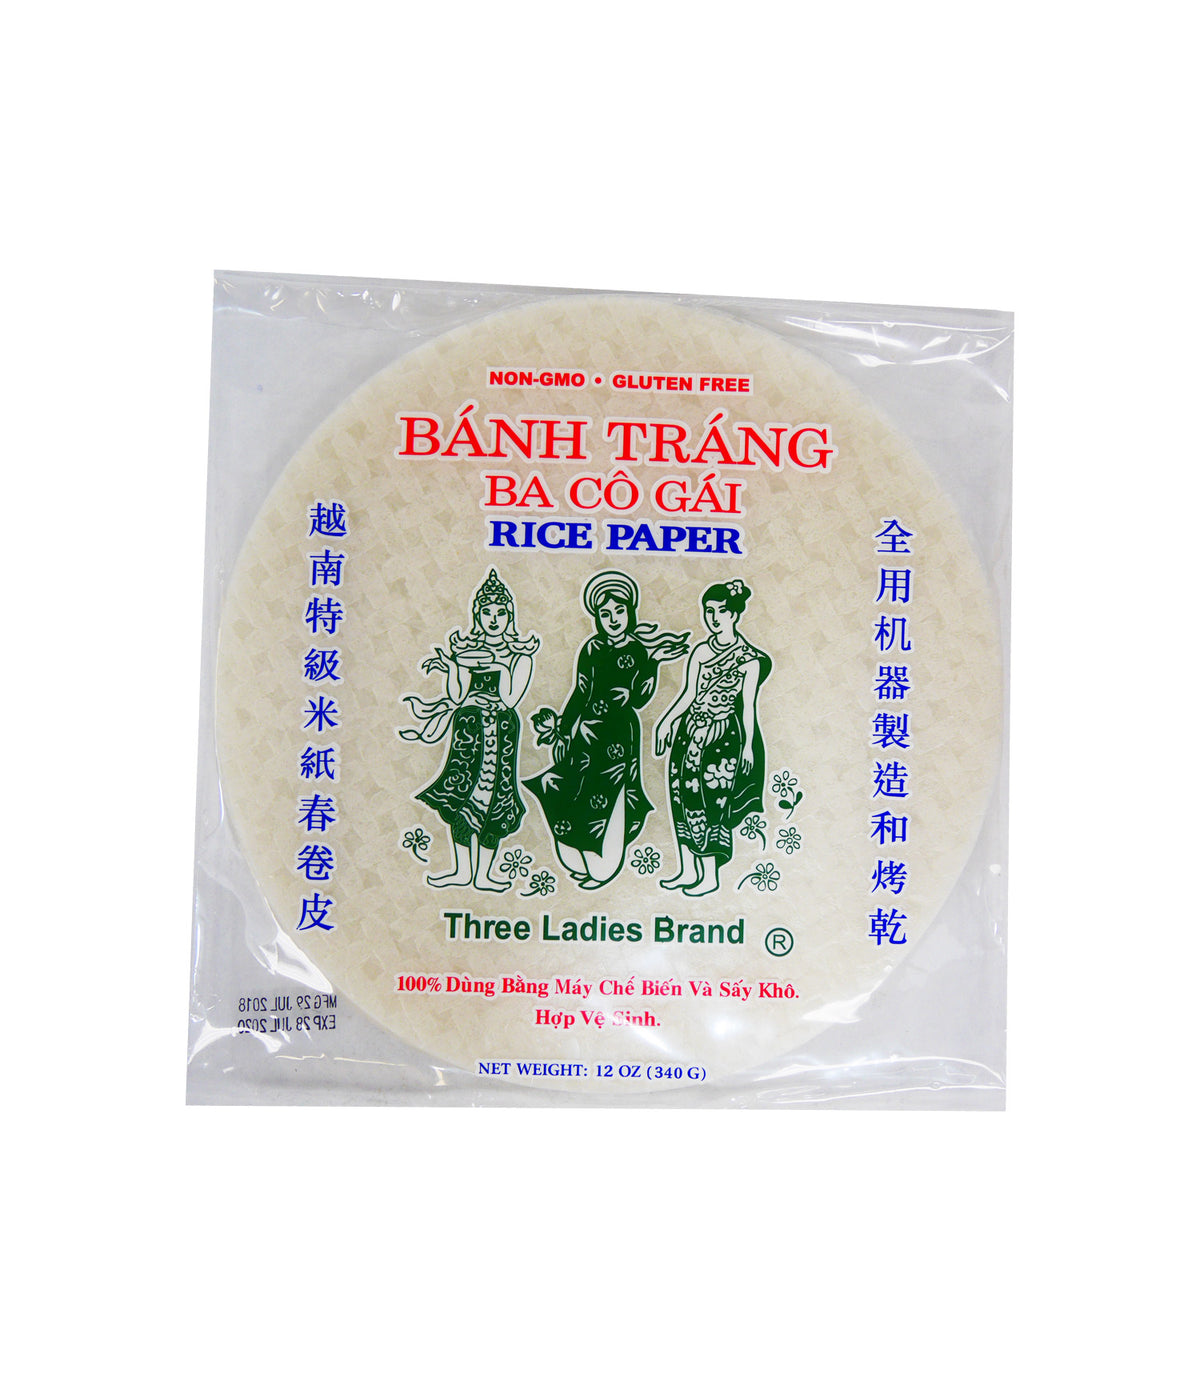 NON-GMO • GLUTEN FREE
BÁNH TRÁNG
BA CÔ GÁI
RICE PAPER
越南特級米紙春卷皮
全用机器製造和烤乾
Three Ladies Brand ®
100% Dùng Bằng Máy Chế Biến Và Sấy Khô.
Hợp Vệ Sinh.
MFG 29 JUL 2018
EXP 28 JUL 2020
NET WEIGHT: 12 OZ (340 G)